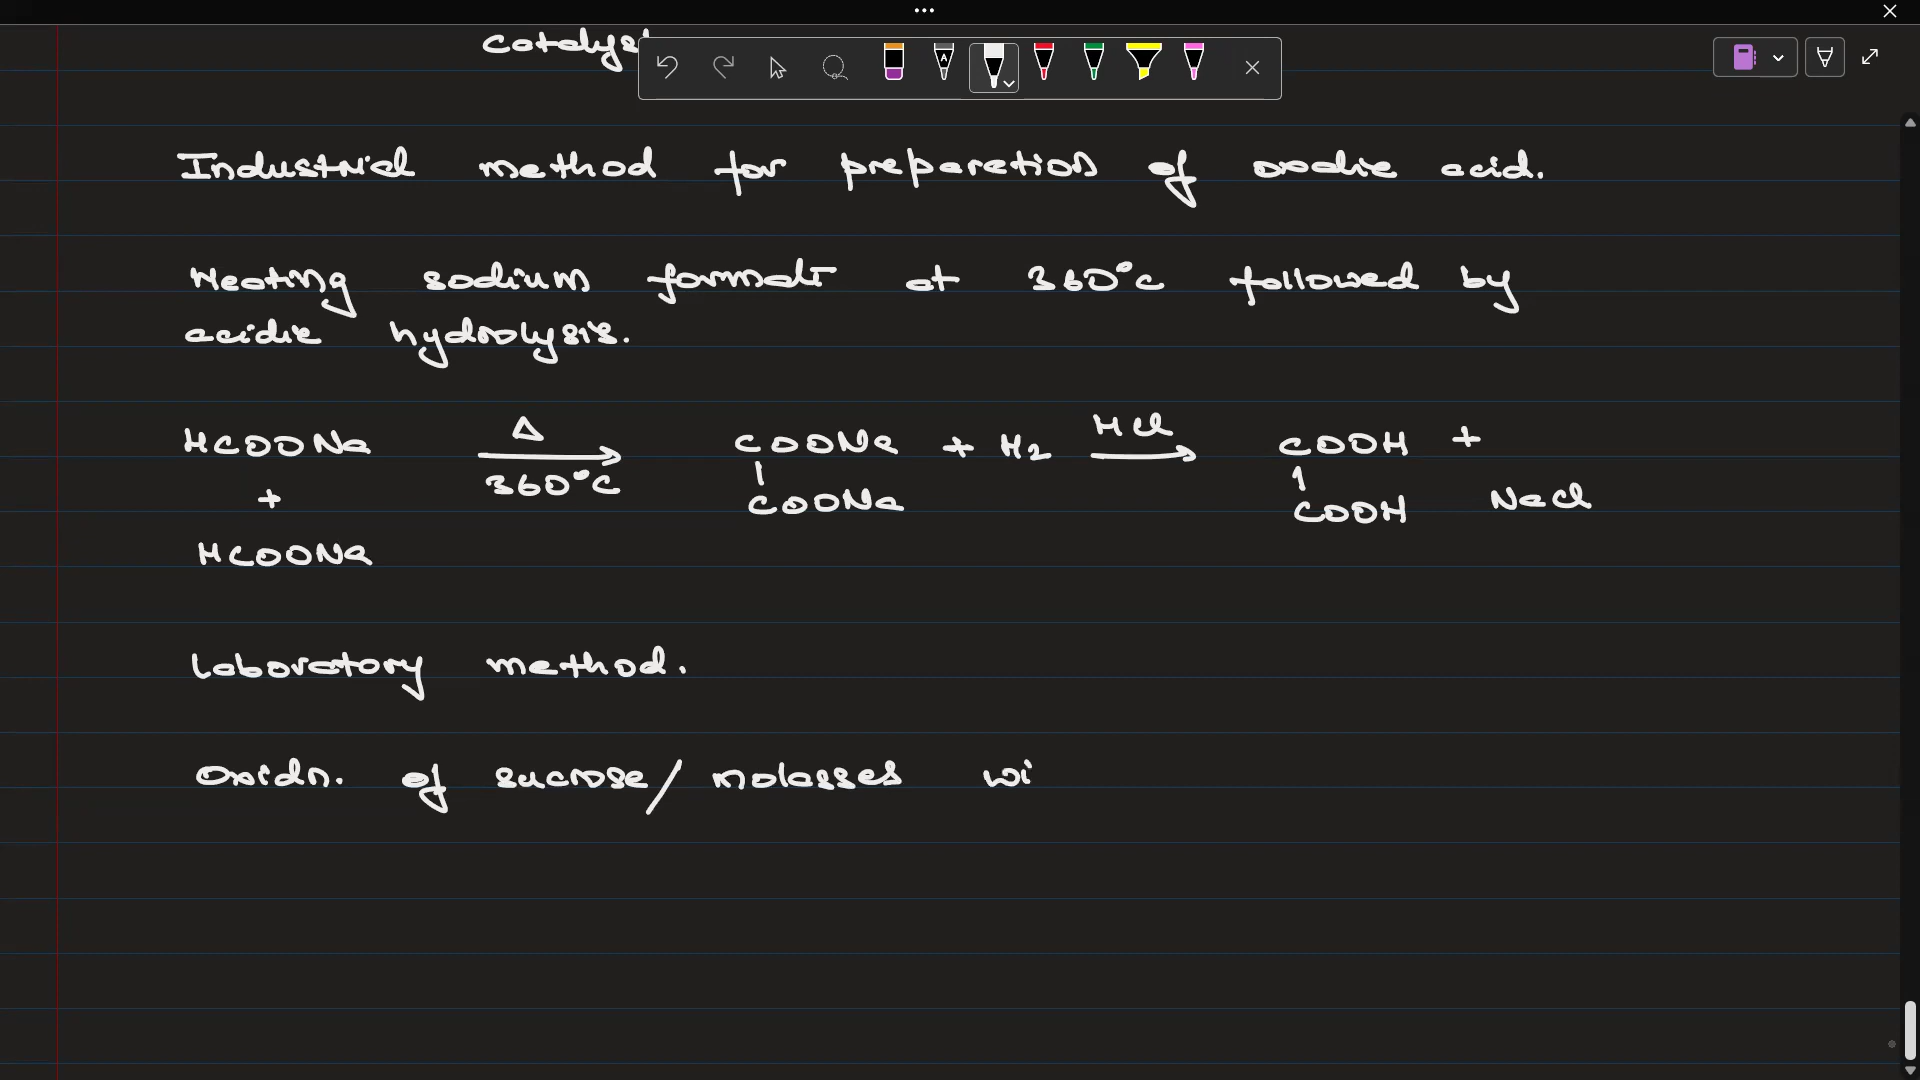 Catalyst
Industrial method for preparation of oxalic acid.
Heating sodium formate at 360°C followed by
acidic hydrolysis.
HCOONa Δ COONa + H2 HCl COOH +
360°C
+ COONa COOH NaCl
HCOONa
Laboratory method.
Oxidn. of sucrose/molasses wi